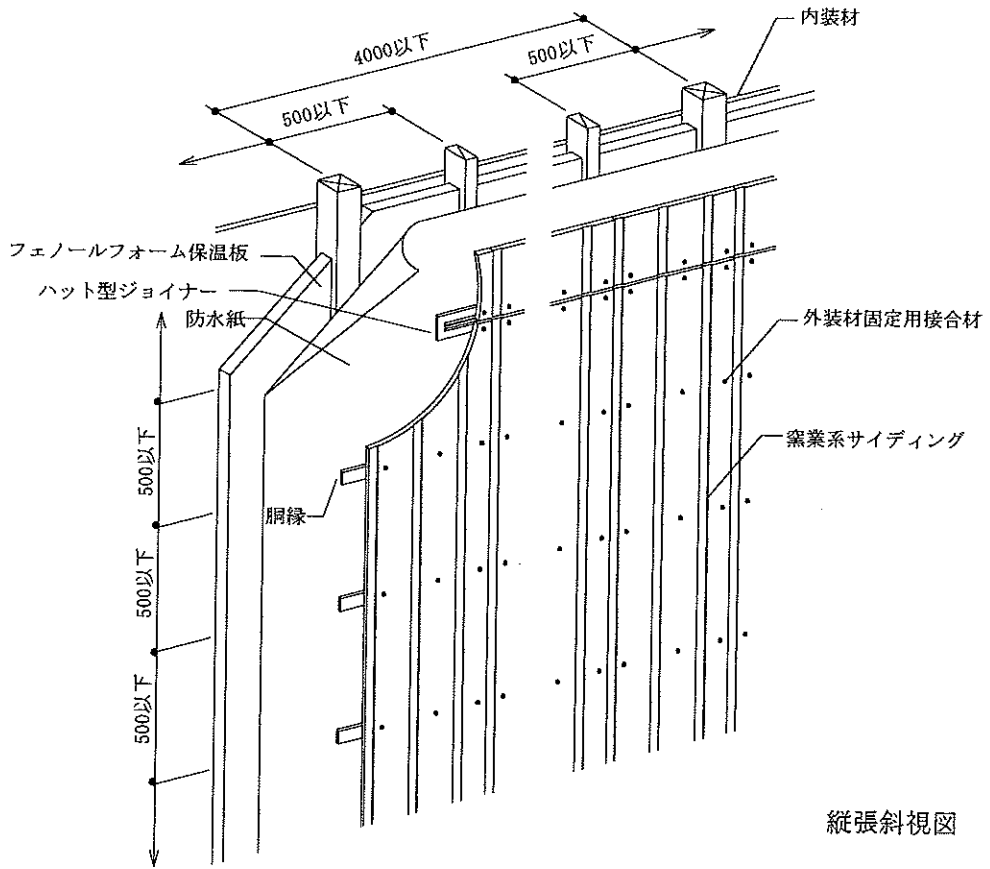 内装材
4000以下
500以下
500以下
フェノールフォーム保温板
ハット型ジョイナー
防水紙
外装材固定用接合材
窯業系サイディング
胴縁
500以下
500以下
500以下
縦張斜視図